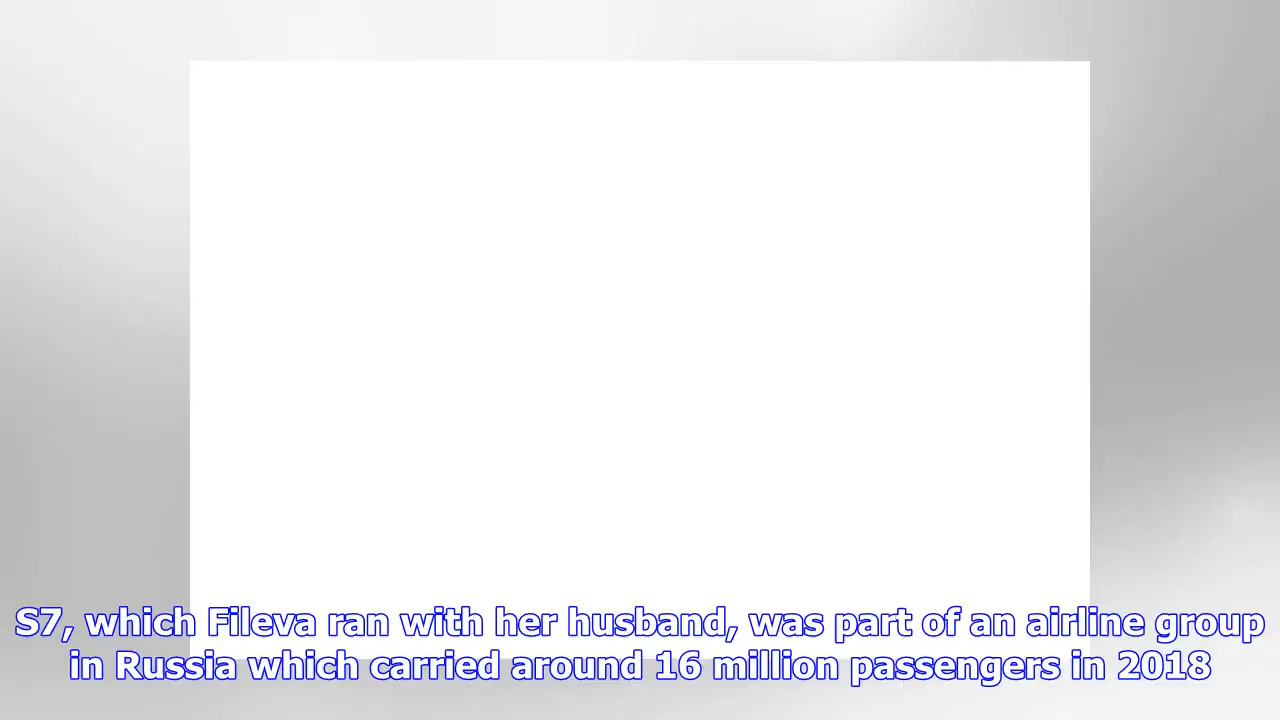 S7, which Fileva ran with her husband, was part of an airline group
in Russia which carried around 16 million passengers in 2018